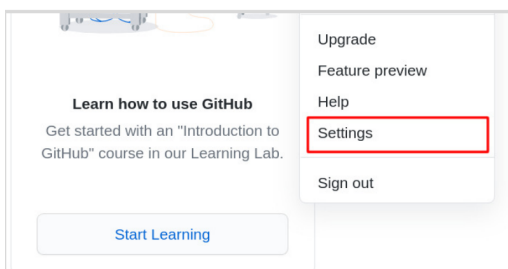 Upgrade
Feature preview
Help
Settings
Sign out
Learn how to use GitHub
Get started with an "Introduction to
GitHub" course in our Learning Lab.
Start Learning